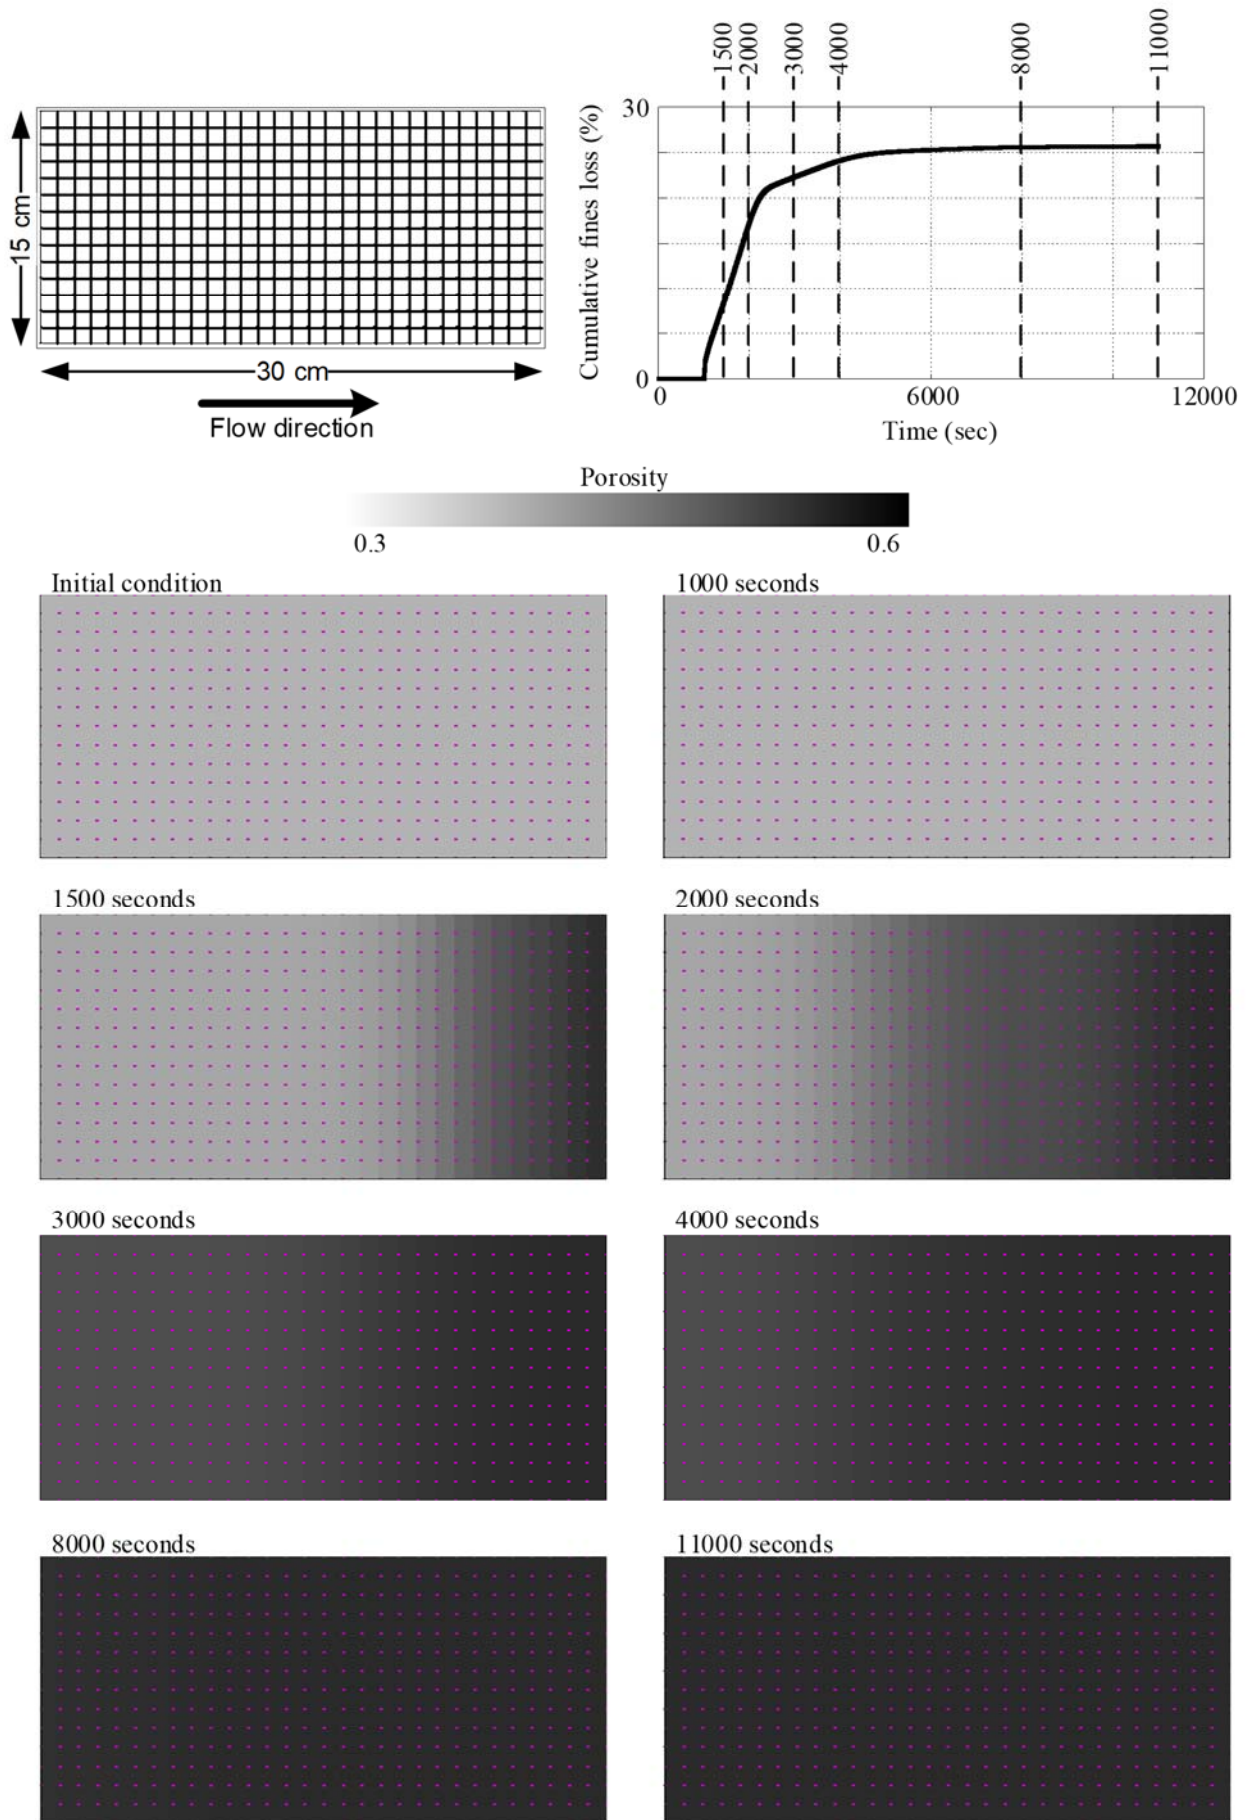 15 cm
30 cm
Flow direction
1500
2000
3000
4000
8000
11000
Cumulative fines loss (%)
30
0
0
6000
12000
Time (sec)
Porosity
0.3
0.6
Initial condition
1000 seconds
1500 seconds
2000 seconds
3000 seconds
4000 seconds
8000 seconds
11000 seconds